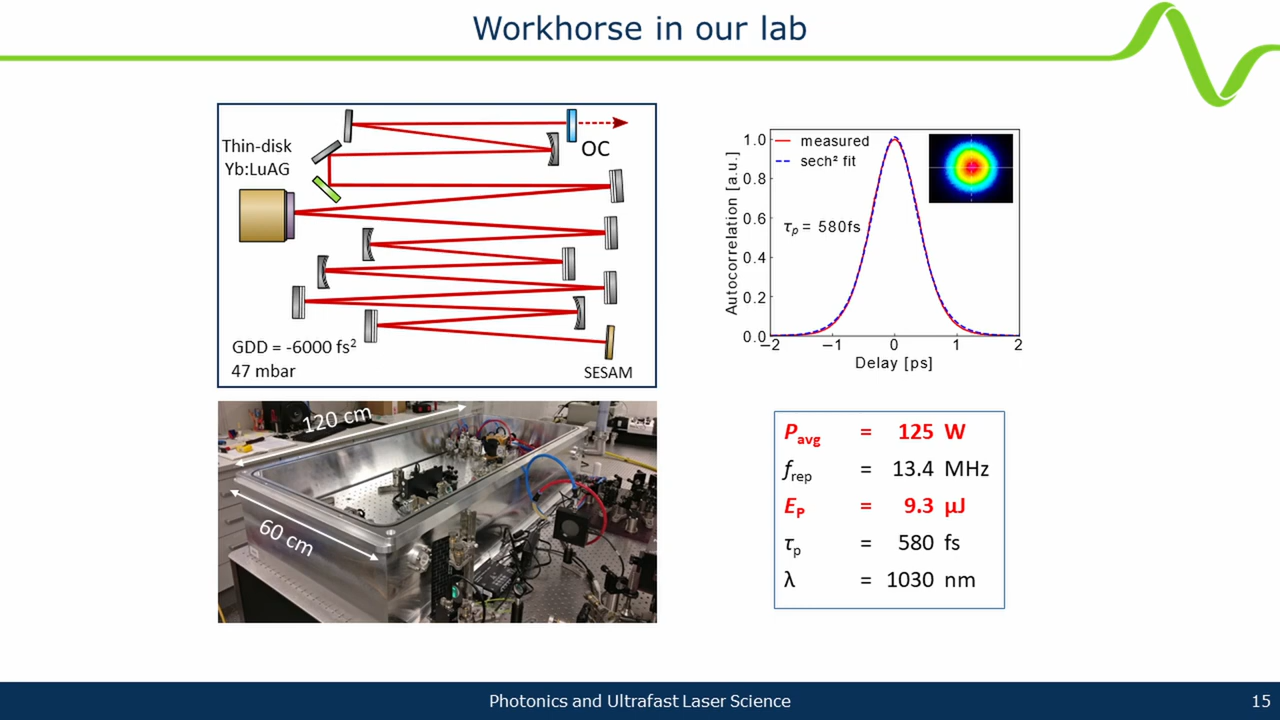 Workhorse in our lab
Thin-disk
Yb:LuAG
OC
GDD = -6000 fs²
47 mbar
SESAM
120 cm
60 cm
Autocorrelation [a.u.]
1.0
0.8
0.6
0.4
0.2
0.0
measured
sech² fit
τp = 580fs
−2
−1
0
1
2
Delay [ps]
Pavg = 125 W
frep = 13.4 MHz
EP = 9.3 µJ
τp = 580 fs
λ = 1030 nm
Photonics and Ultrafast Laser Science
15